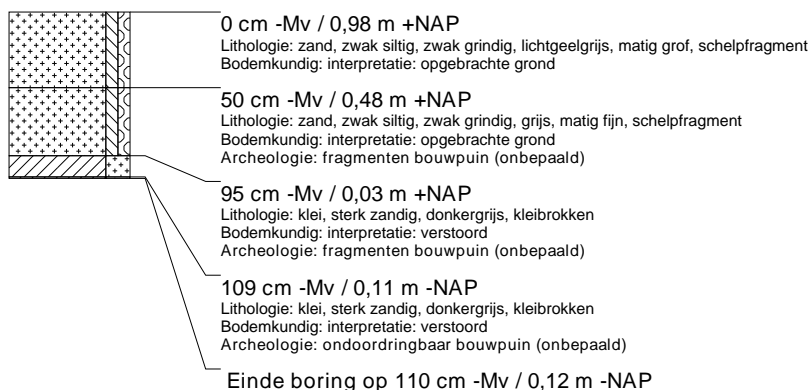 0 cm -Mv / 0,98 m +NAP
Lithologie: zand, zwak siltig, zwak grindig, lichtgeelgrijs, matig grof, schelpfragment
Bodemkundig: interpretatie: opgebrachte grond
50 cm -Mv / 0,48 m +NAP
Lithologie: zand, zwak siltig, zwak grindig, grijs, matig fijn, schelpfragment
Bodemkundig: interpretatie: opgebrachte grond
Archeologie: fragmenten bouwpuin (onbepaald)
95 cm -Mv / 0,03 m +NAP
Lithologie: klei, sterk zandig, donkergrijs, kleibrokken
Bodemkundig: interpretatie: verstoord
Archeologie: fragmenten bouwpuin (onbepaald)
109 cm -Mv / 0,11 m -NAP
Lithologie: klei, sterk zandig, donkergrijs, kleibrokken
Bodemkundig: interpretatie: verstoord
Archeologie: ondoordringbaar bouwpuin (onbepaald)
Einde boring op 110 cm -Mv / 0,12 m -NAP